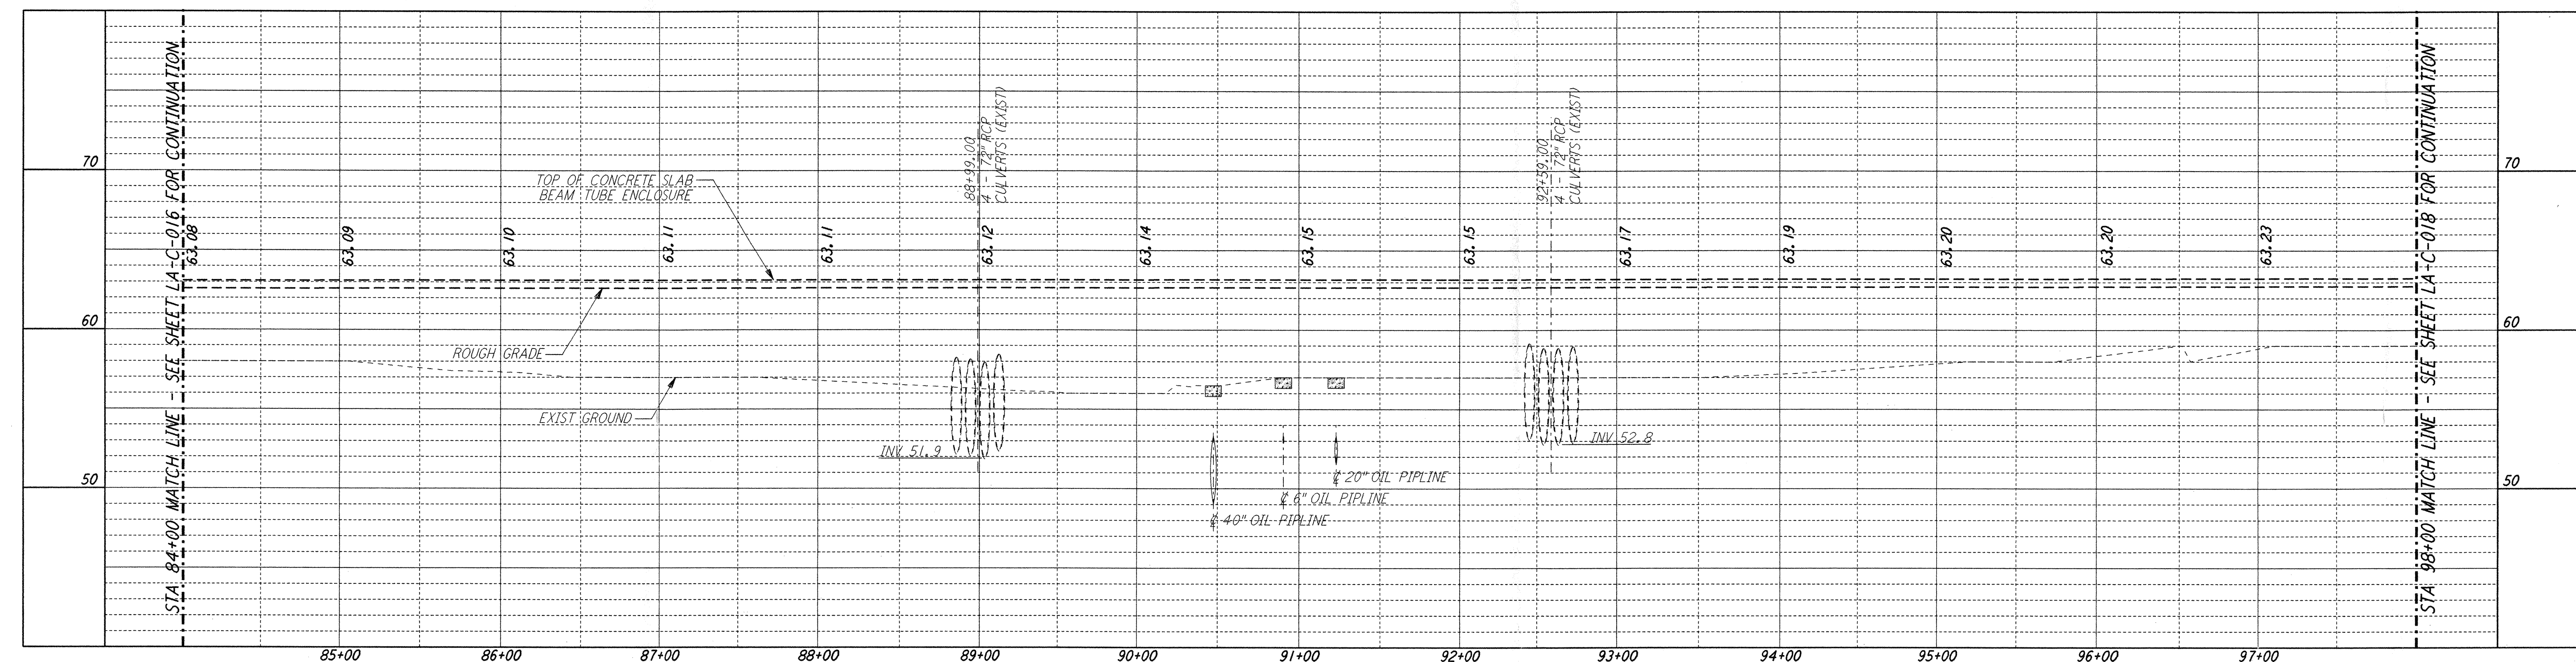 STA 84+00 MATCH LINE - SEE SHEET LA-C-016 FOR CONTINUATION
STA 98+00 MATCH LINE - SEE SHEET LA-C-018 FOR CONTINUATION
70
70
60
60
50
50
TOP OF CONCRETE SLAB
BEAM TUBE ENCLOSURE
88+99.00
4 - 72" RCP
CULVERTS (EXIST)
92+59.00
4 - 72" RCP
CULVERTS (EXIST)
63.08
63.09
63.10
63.11
63.11
63.12
63.14
63.15
63.15
63.17
63.19
63.20
63.20
63.23
ROUGH GRADE
EXIST GROUND
INV 51.9
INV 52.8
℄ 20" OIL PIPLINE
℄ 6" OIL PIPLINE
℄ 40" OIL PIPLINE
85+00
86+00
87+00
88+00
89+00
90+00
91+00
92+00
93+00
94+00
95+00
96+00
97+00